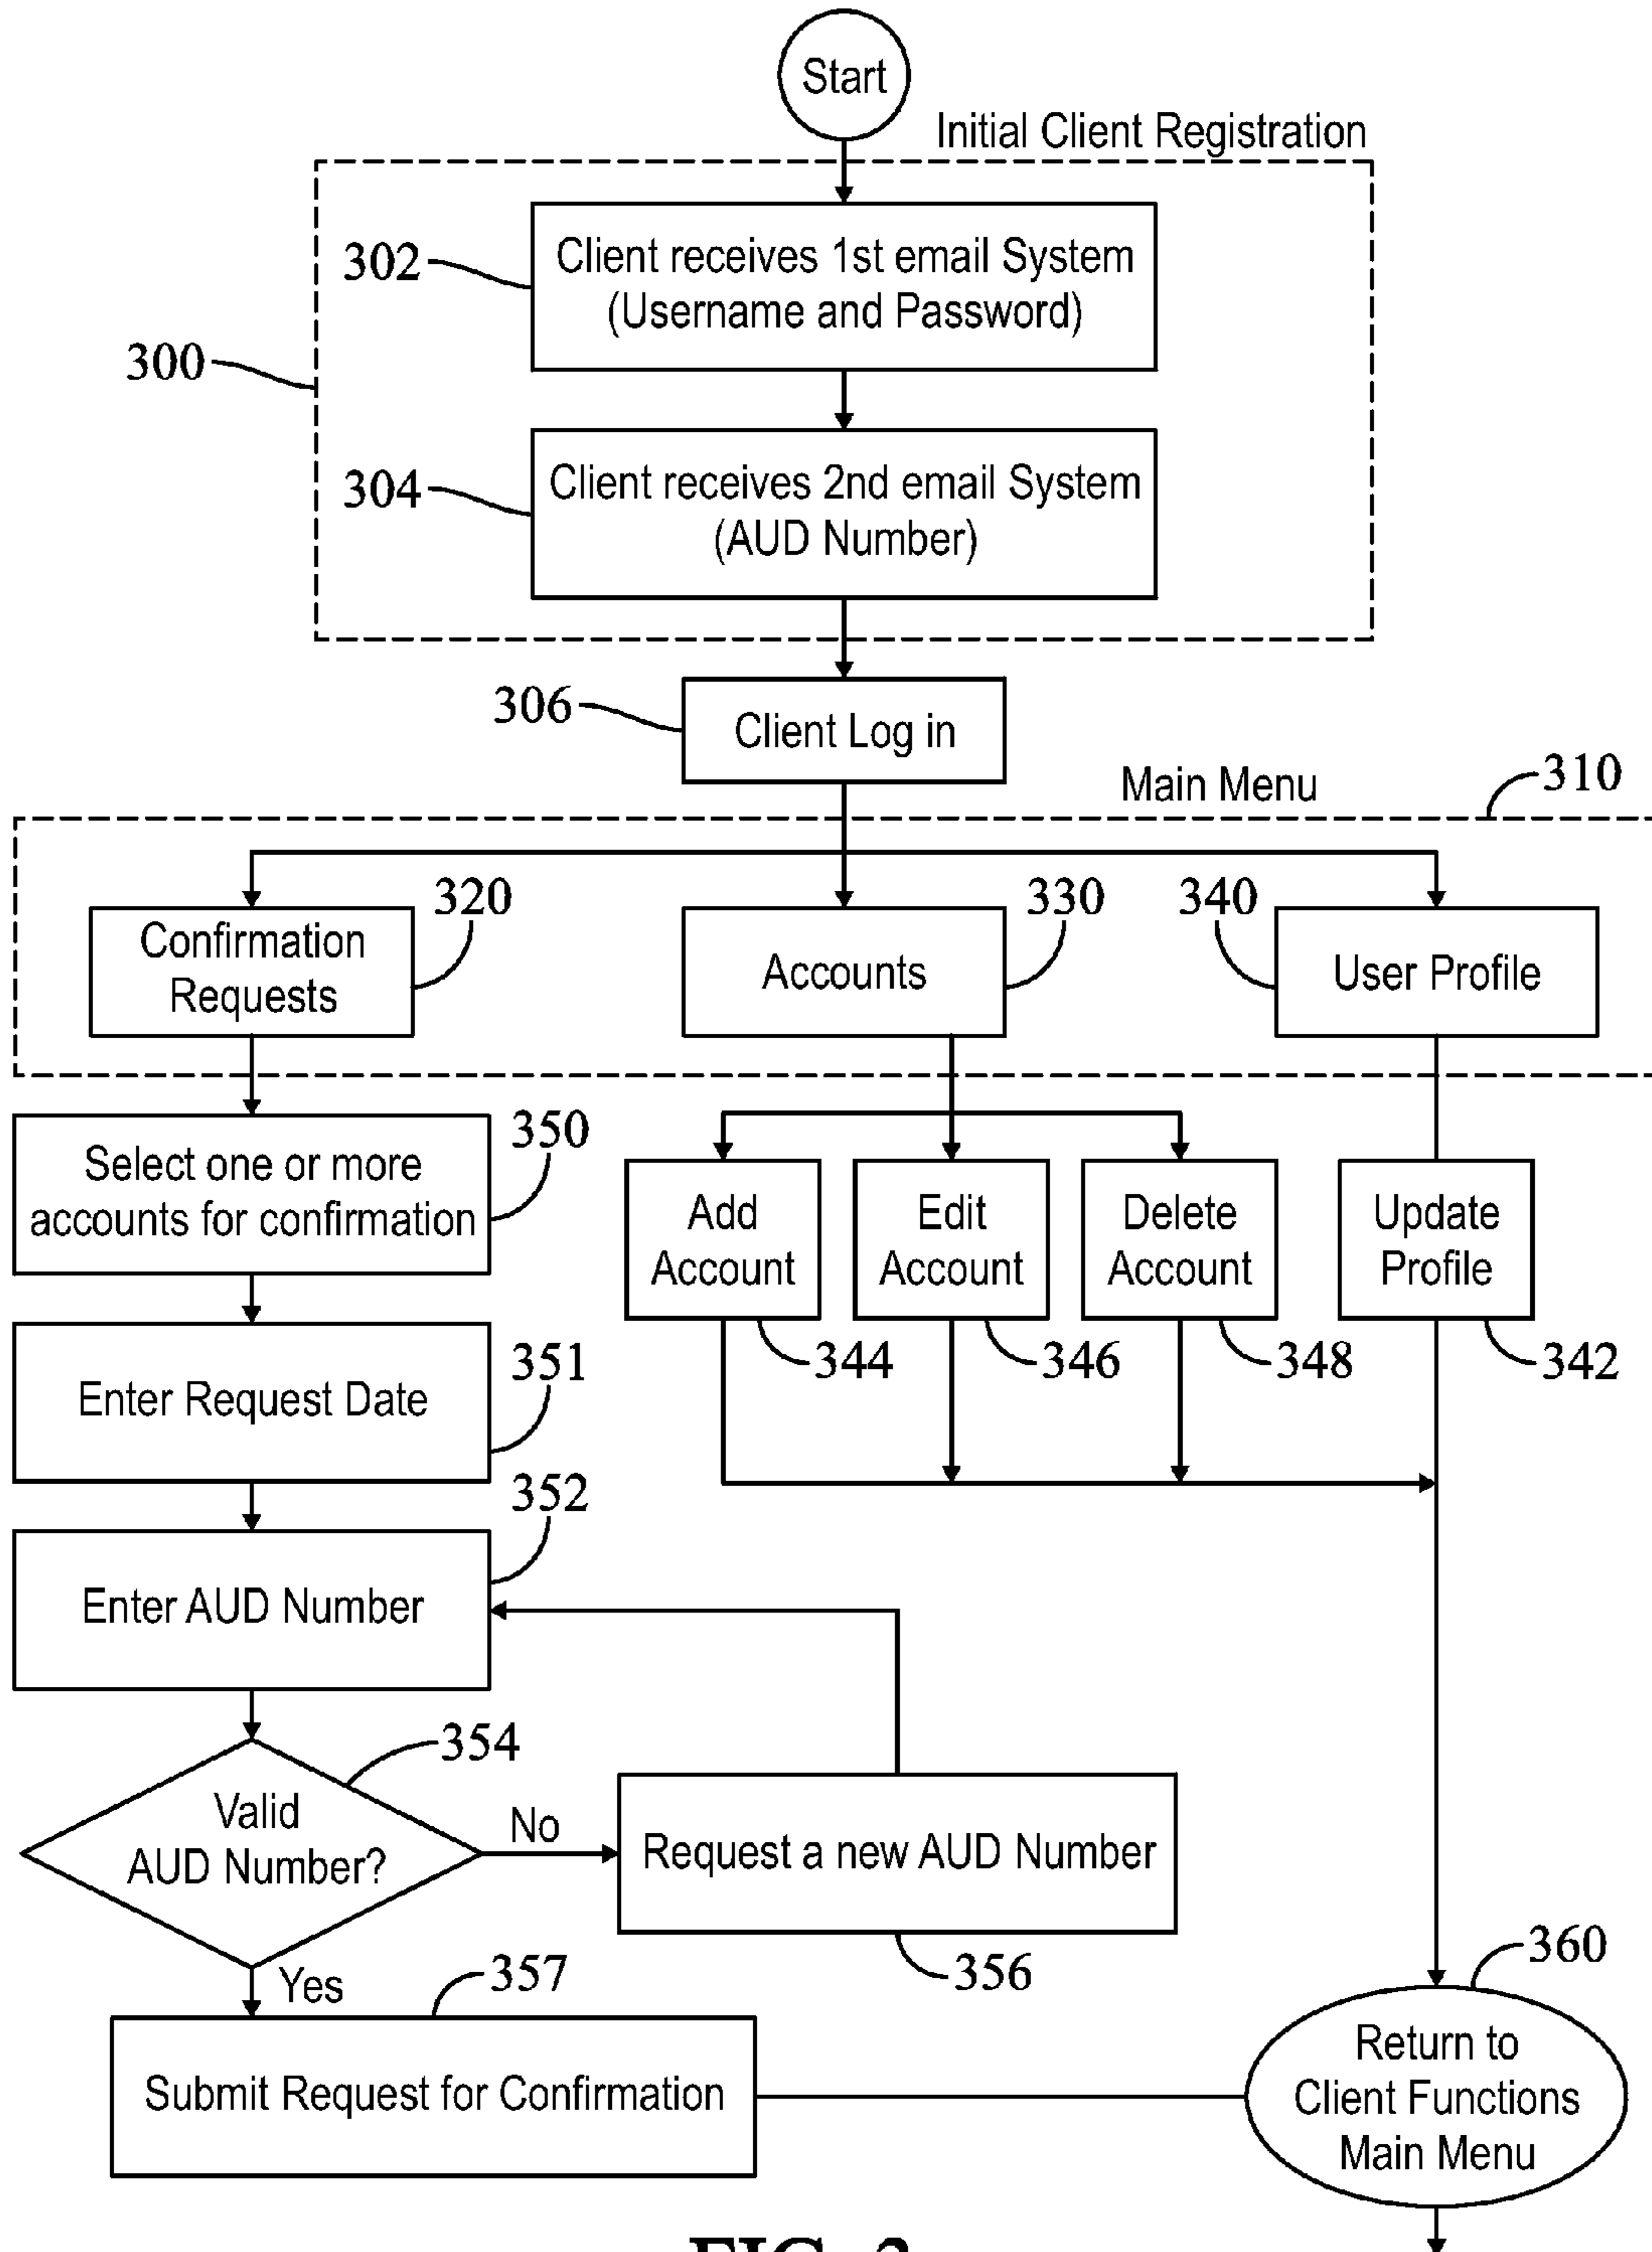 Start
Initial Client Registration
302
Client receives 1st email System
(Username and Password)
300
304
Client receives 2nd email System
(AUD Number)
306
Client Log in
Main Menu
310
320
330
340
Confirmation
Requests
Accounts
User Profile
350
Select one or more
accounts for confirmation
Add
Account
Edit
Account
Delete
Account
Update
Profile
344
346
348
342
351
Enter Request Date
352
Enter AUD Number
354
Valid
AUD Number?
No
Request a new AUD Number
356
Yes
357
Submit Request for Confirmation
360
Return to
Client Functions
Main Menu